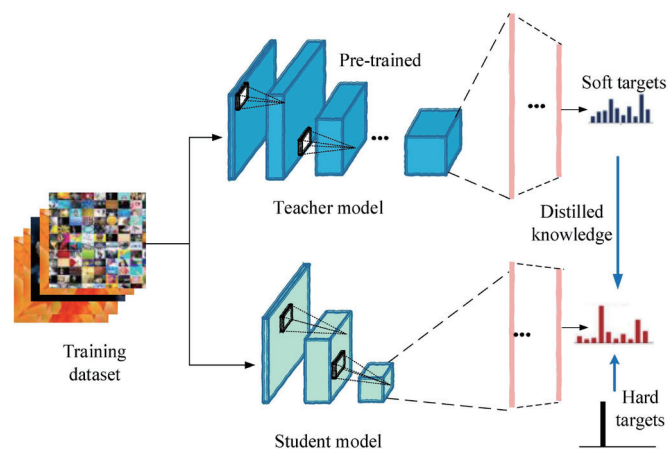 Pre-trained
Soft targets
Teacher model
Distilled
knowledge
Training
dataset
Hard
targets
Student model